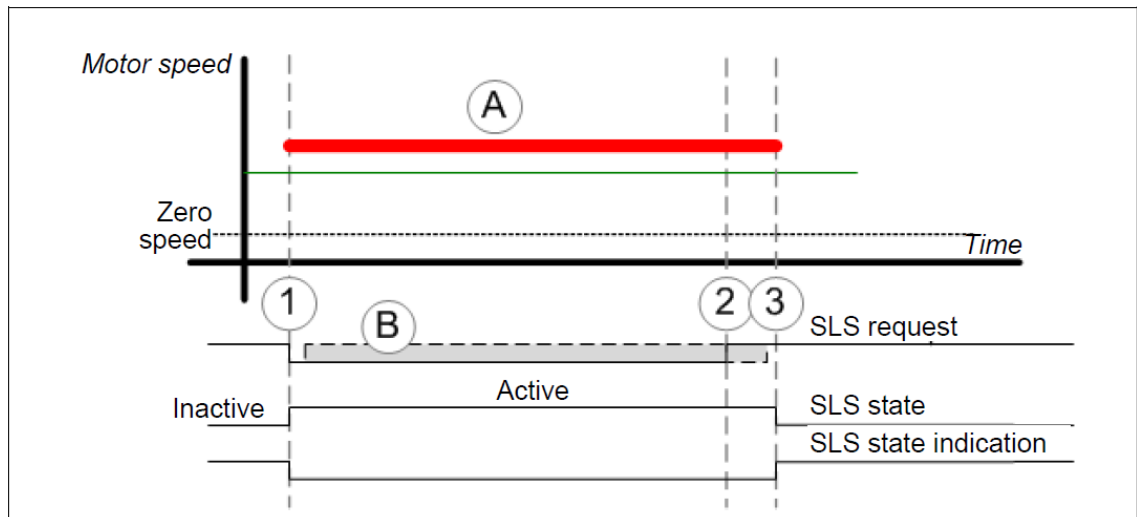 Motor speed
A
Zero
speed
Time
1
2
3
B
SLS request
Active
Inactive
SLS state
SLS state indication